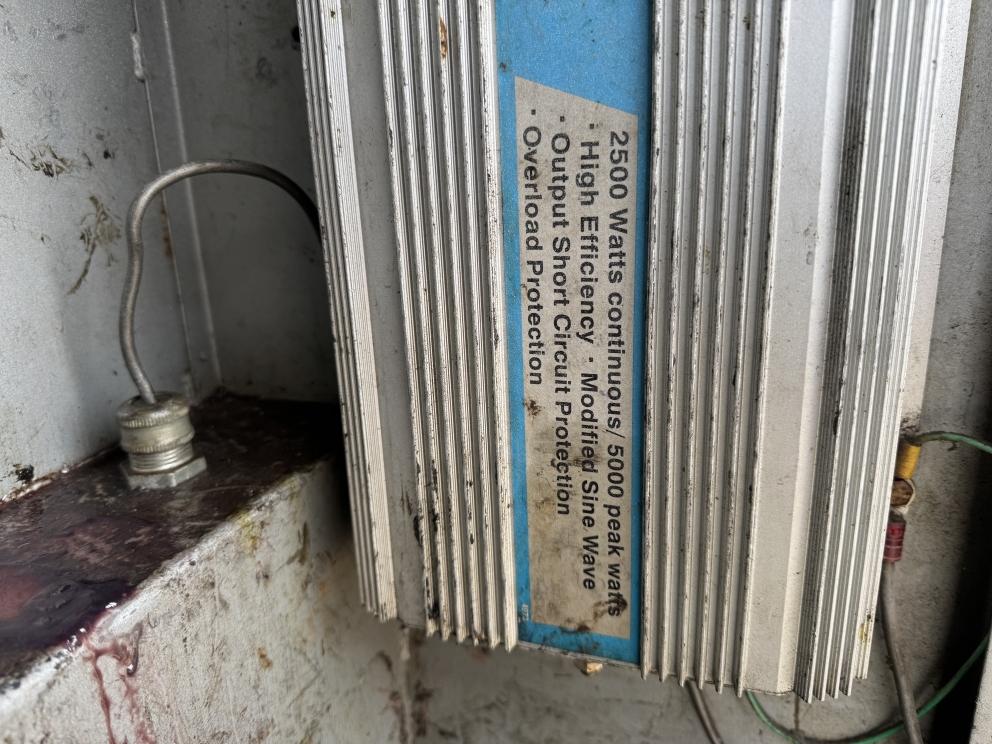 2500 Watts continuous/ 5000 peak watts
· High Efficiency · Modified Sine Wave
· Output Short Circuit Protection
· Overload Protection